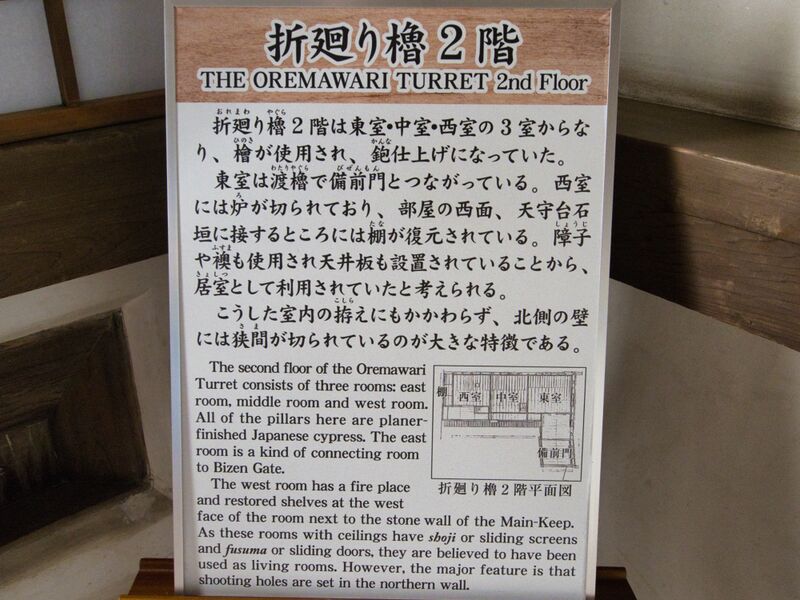 折廻り櫓２階
THE OREMAWARI TURRET 2nd Floor
折廻り櫓２階は東室・中室・西室の３室からな
り、檜が使用され、鉋仕上げになっていた。
東室は渡櫓で備前門とつながっている。西室
には炉が切られており、部屋の西面、天守台石
垣に接するところには棚が復元されている。障子
や襖も使用され天井板も設置されていることから、
居室として利用されていたと考えられる。
こうした室内の拵えにもかかわらず、北側の壁
には狭間が切られているのが大きな特徴である。
The second floor of the Oremawari
Turret consists of three rooms: east
room, middle room and west room.
All of the pillars here are planer-
finished Japanese cypress. The east
room is a kind of connecting room
to Bizen Gate.
The west room has a fire place
and restored shelves at the west
face of the room next to the stone wall of the Main-Keep.
As these rooms with ceilings have shoji or sliding screens
and fusuma or sliding doors, they are believed to have been
used as living rooms. However, the major feature is that
shooting holes are set in the northern wall.
棚 西室 中室 東室
備前門
折廻り櫓２階平面図